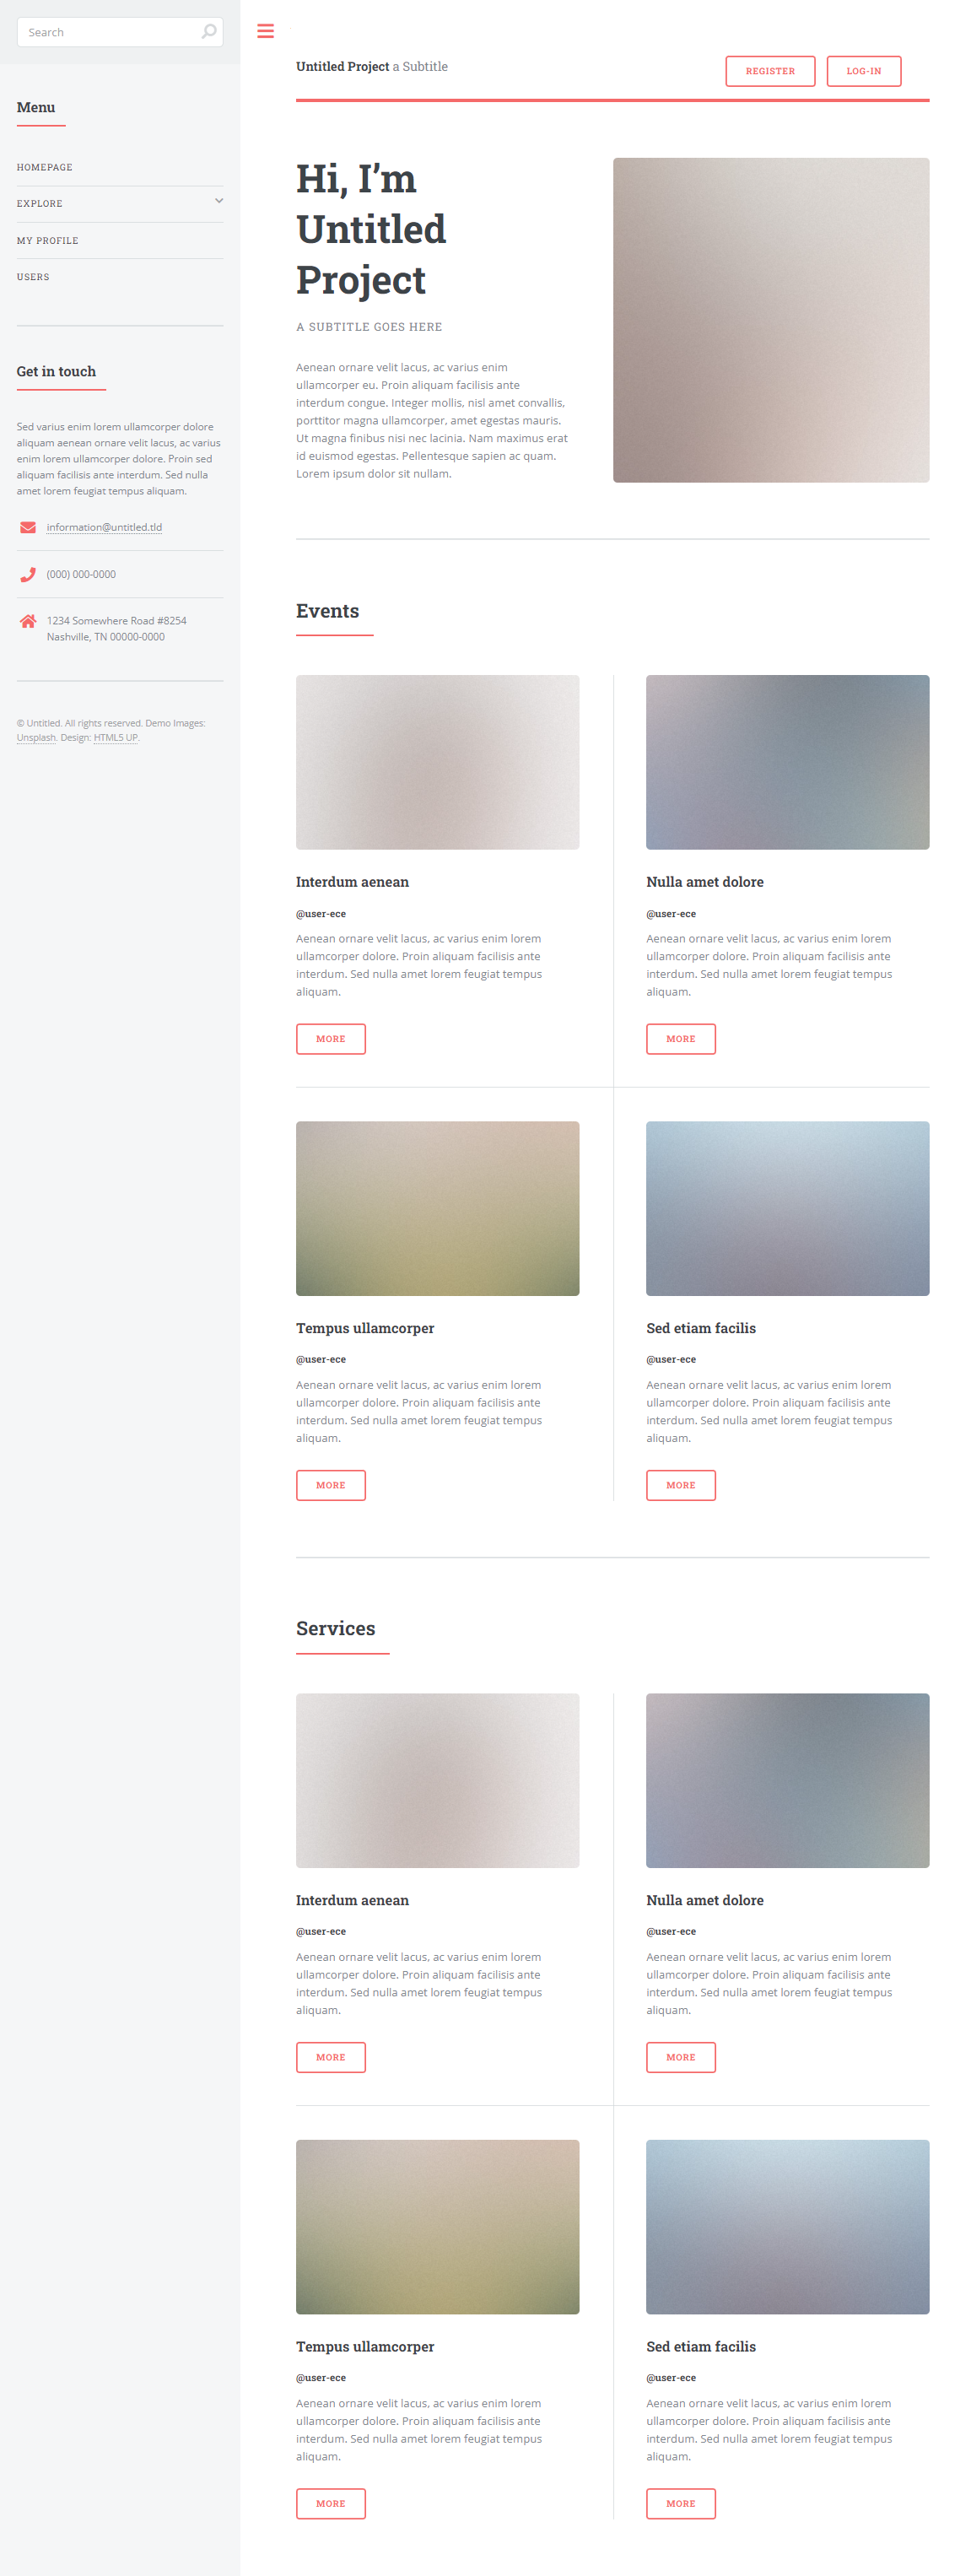 Search
Menu
HOMEPAGE
EXPLORE
MY PROFILE
USERS
Get in touch
Sed varius enim lorem ullamcorper dolore
aliquam aenean ornare velit lacus, ac varius
enim lorem ullamcorper dolore. Proin sed
aliquam facilisis ante interdum. Sed nulla
amet lorem feugiat tempus aliquam.
information@untitled.tld
(000) 000-0000
1234 Somewhere Road #8254
Nashville, TN 00000-0000
© Untitled. All rights reserved. Demo Images:
Unsplash. Design: HTML5 UP.
Untitled Project a Subtitle
REGISTER
LOG-IN
Hi, I’m
Untitled
Project
A SUBTITLE GOES HERE
Aenean ornare velit lacus, ac varius enim
ullamcorper eu. Proin aliquam facilisis ante
interdum congue. Integer mollis, nisl amet convallis,
porttitor magna ullamcorper, amet egestas mauris.
Ut magna finibus nisi nec lacinia. Nam maximus erat
id euismod egestas. Pellentesque sapien ac quam.
Lorem ipsum dolor sit nullam.
Events
Interdum aenean
@user-ece
Aenean ornare velit lacus, ac varius enim lorem
ullamcorper dolore. Proin aliquam facilisis ante
interdum. Sed nulla amet lorem feugiat tempus
aliquam.
MORE
Nulla amet dolore
@user-ece
Aenean ornare velit lacus, ac varius enim lorem
ullamcorper dolore. Proin aliquam facilisis ante
interdum. Sed nulla amet lorem feugiat tempus
aliquam.
MORE
Tempus ullamcorper
@user-ece
Aenean ornare velit lacus, ac varius enim lorem
ullamcorper dolore. Proin aliquam facilisis ante
interdum. Sed nulla amet lorem feugiat tempus
aliquam.
MORE
Sed etiam facilis
@user-ece
Aenean ornare velit lacus, ac varius enim lorem
ullamcorper dolore. Proin aliquam facilisis ante
interdum. Sed nulla amet lorem feugiat tempus
aliquam.
MORE
Services
Interdum aenean
@user-ece
Aenean ornare velit lacus, ac varius enim lorem
ullamcorper dolore. Proin aliquam facilisis ante
interdum. Sed nulla amet lorem feugiat tempus
aliquam.
MORE
Nulla amet dolore
@user-ece
Aenean ornare velit lacus, ac varius enim lorem
ullamcorper dolore. Proin aliquam facilisis ante
interdum. Sed nulla amet lorem feugiat tempus
aliquam.
MORE
Tempus ullamcorper
@user-ece
Aenean ornare velit lacus, ac varius enim lorem
ullamcorper dolore. Proin aliquam facilisis ante
interdum. Sed nulla amet lorem feugiat tempus
aliquam.
MORE
Sed etiam facilis
@user-ece
Aenean ornare velit lacus, ac varius enim lorem
ullamcorper dolore. Proin aliquam facilisis ante
interdum. Sed nulla amet lorem feugiat tempus
aliquam.
MORE